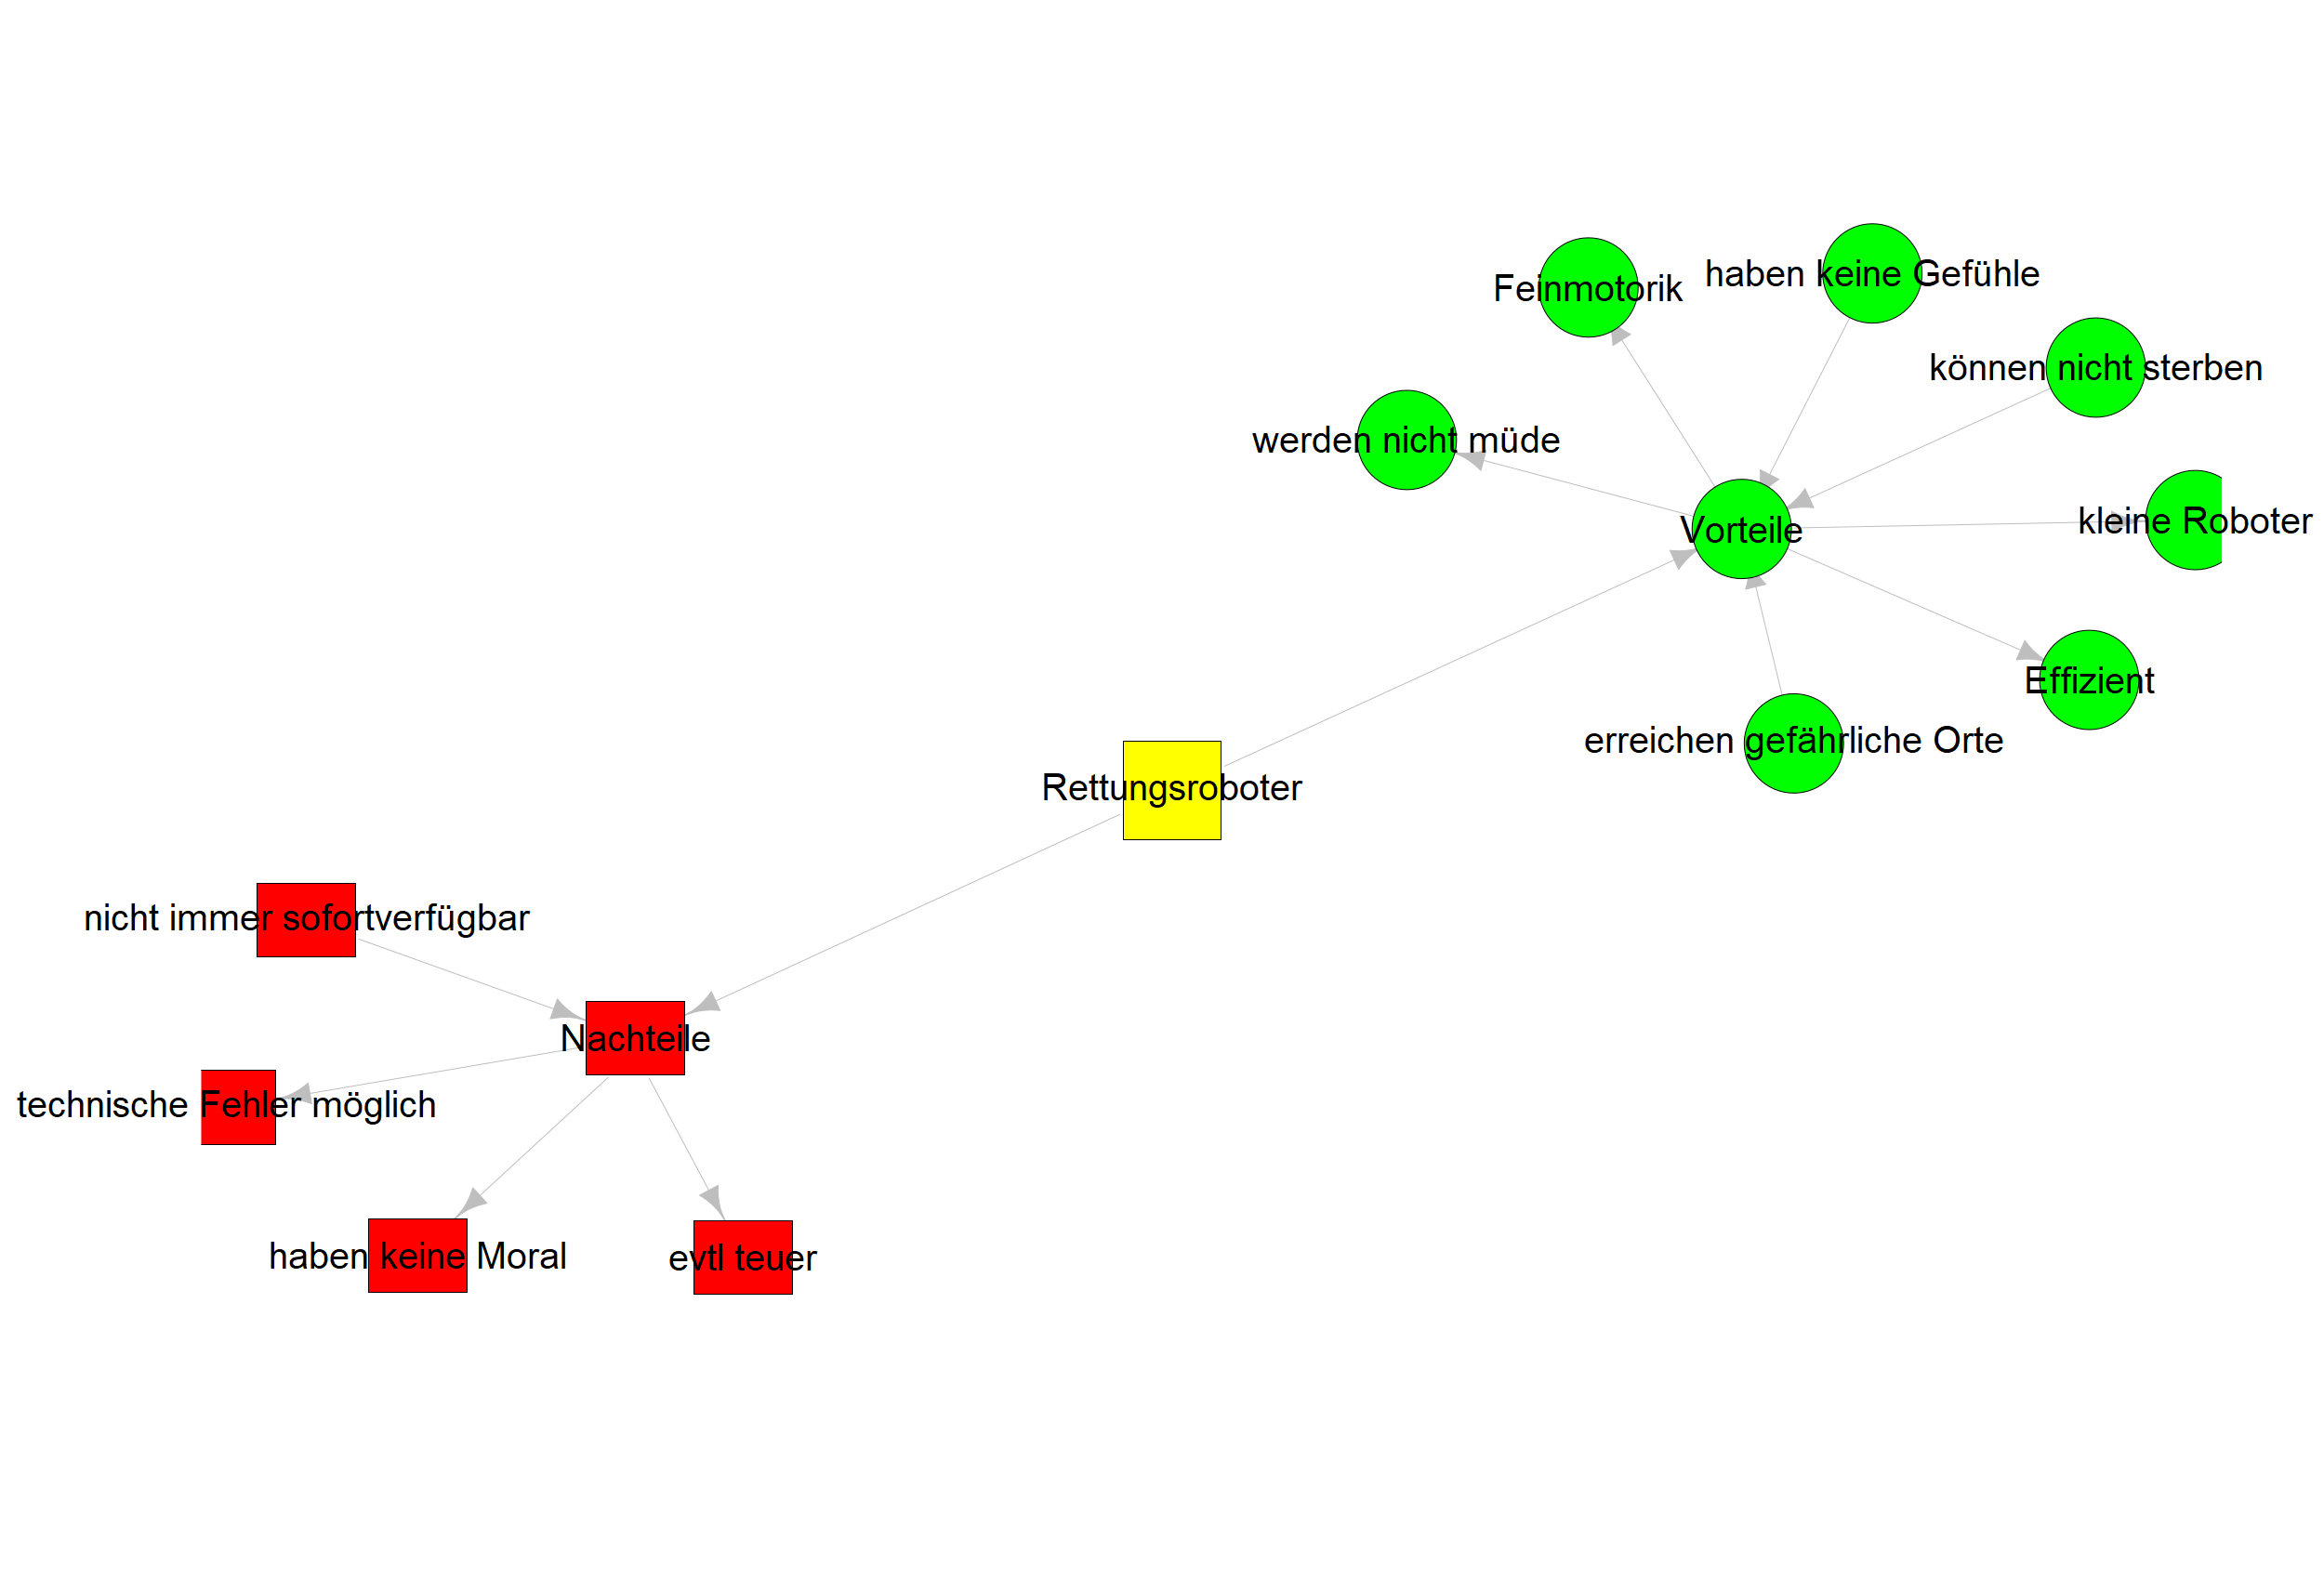 haben keine Gefühle
Feinmotorik
können nicht sterben
werden nicht müde
kleine Roboter
Vorteile
Effizient
erreichen gefährliche Orte
Rettungsroboter
nicht immer sofortverfügbar
Nachteile
technische Fehler möglich
haben keine Moral
evtl teuer